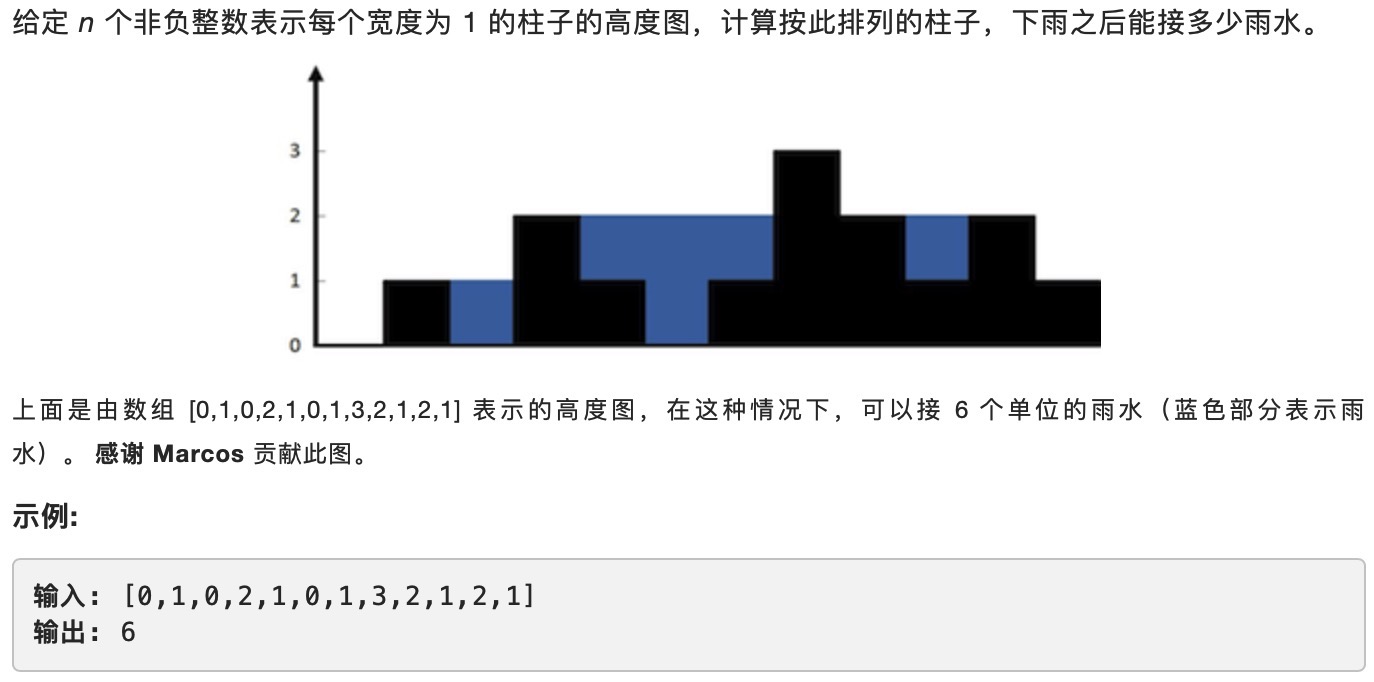 给定 n 个非负整数表示每个宽度为 1 的柱子的高度图，计算按此排列的柱子，下雨之后能接多少雨水。
3
2
1
0
上面是由数组 [0,1,0,2,1,0,1,3,2,1,2,1] 表示的高度图，在这种情况下，可以接 6 个单位的雨水（蓝色部分表示雨
水）。 感谢 Marcos 贡献此图。
示例:
输入: [0,1,0,2,1,0,1,3,2,1,2,1]
输出: 6